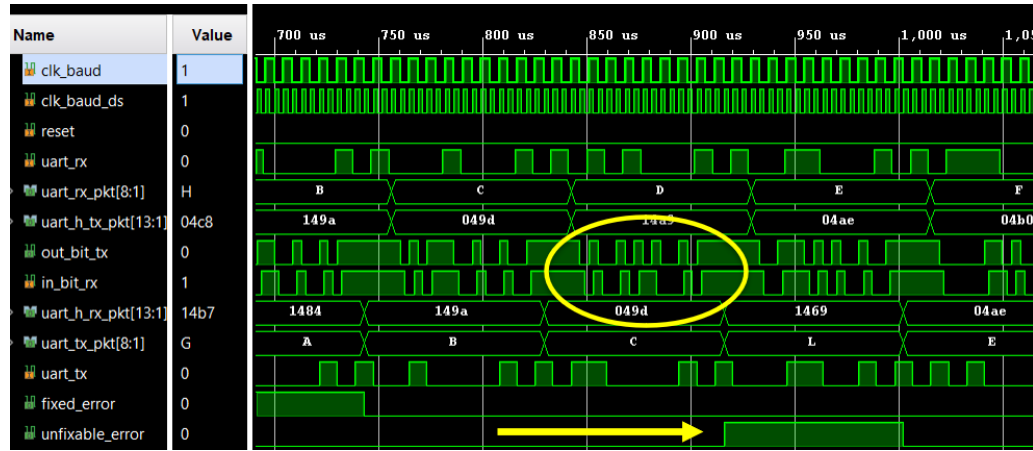 Name Value 700 us 750 us 800 us 850 us 900 us 950 us 1,000 us 1,05
clk_baud 1
clk_baud_ds 1
reset 0
uart_rx 0
uart_rx_pkt[8:1] H B C D E F
uart_h_tx_pkt[13:1] 04c8 149a 049d 14a9 04ae 04b0
out_bit_tx 0
in_bit_rx 1
uart_h_rx_pkt[13:1] 14b7 1484 149a 049d 1469 04ae
uart_tx_pkt[8:1] G A B C L E
uart_tx 0
fixed_error 0
unfixable_error 0